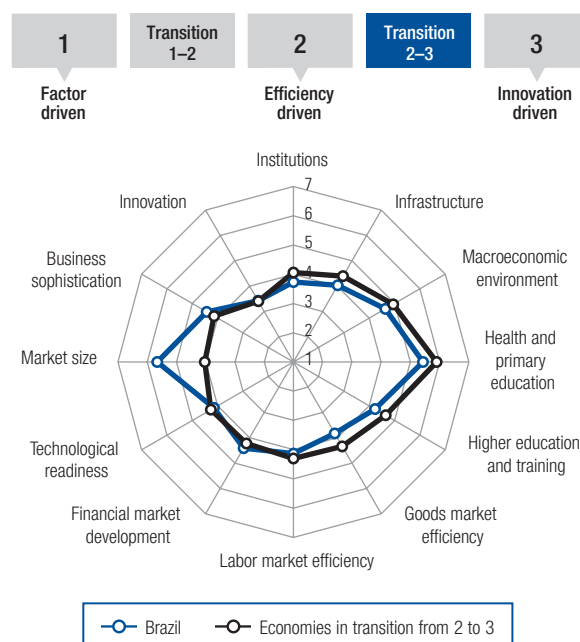 1
Transition
1–2
2
Transition
2–3
3
Factor
driven
Efficiency
driven
Innovation
driven
Institutions
Infrastructure
Macroeconomic
environment
Health and
primary
education
Higher education
and training
Goods market
efficiency
Labor market efficiency
Financial market
development
Technological
readiness
Market size
Business
sophistication
Innovation
7
6
5
4
3
2
1
Brazil
Economies in transition from 2 to 3